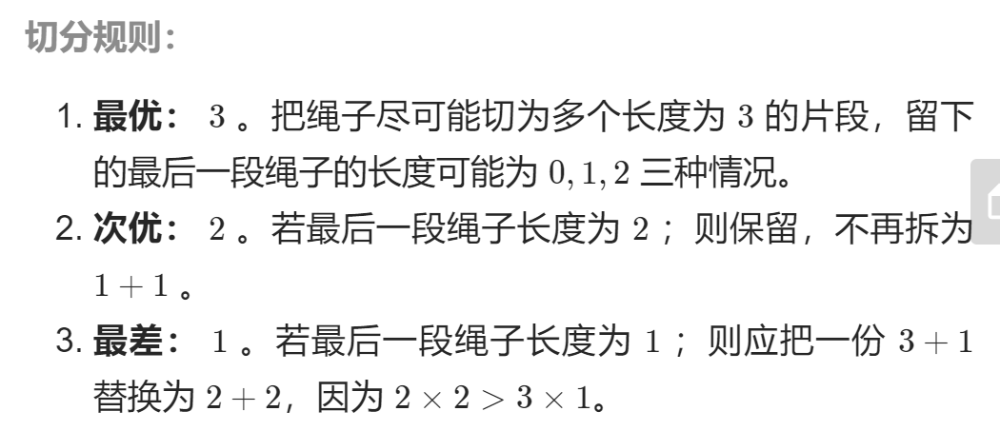 切分规则：
1. 最优： 3 。把绳子尽可能切为多个长度为 3 的片段，留下
的最后一段绳子的长度可能为 0,1,2 三种情况。
2. 次优： 2 。若最后一段绳子长度为 2 ；则保留，不再拆为
1+1 。
3. 最差： 1 。若最后一段绳子长度为 1 ；则应把一份 3+1
替换为 2+2，因为 2×2>3×1。